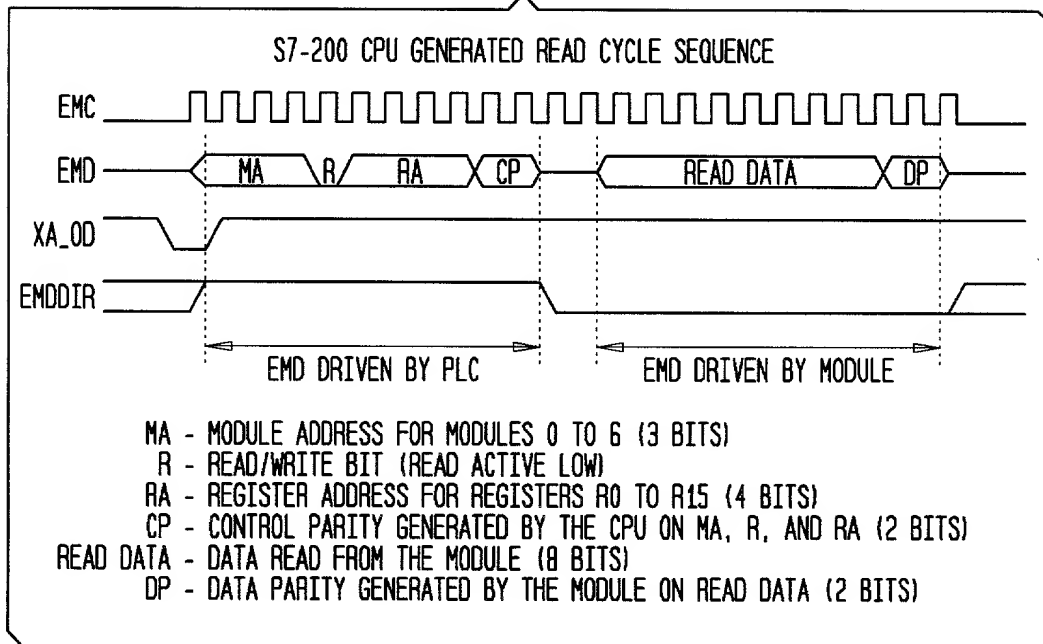 S7-200 CPU GENERATED READ CYCLE SEQUENCE
EMC
EMD MA R RA CP READ DATA DP
XA_OD
EMDDIR
EMD DRIVEN BY PLC EMD DRIVEN BY MODULE
MA - MODULE ADDRESS FOR MODULES 0 TO 6 (3 BITS)
R - READ/WRITE BIT (READ ACTIVE LOW)
RA - REGISTER ADDRESS FOR REGISTERS R0 TO R15 (4 BITS)
CP - CONTROL PARITY GENERATED BY THE CPU ON MA, R, AND RA (2 BITS)
READ DATA - DATA READ FROM THE MODULE (8 BITS)
DP - DATA PARITY GENERATED BY THE MODULE ON READ DATA (2 BITS)